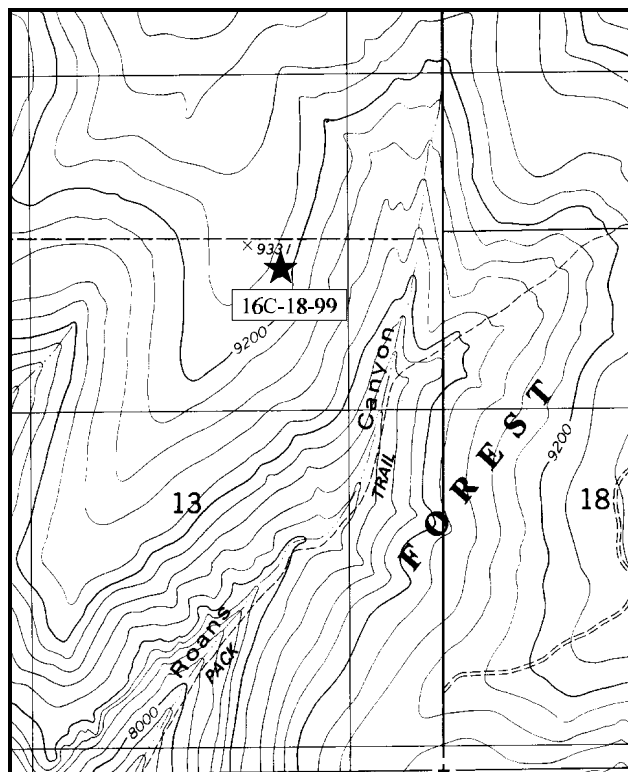 9331
16C-18-99
9200
Canyon
TRAIL
FOREST
9200
13
18
Roans
PACK
8000